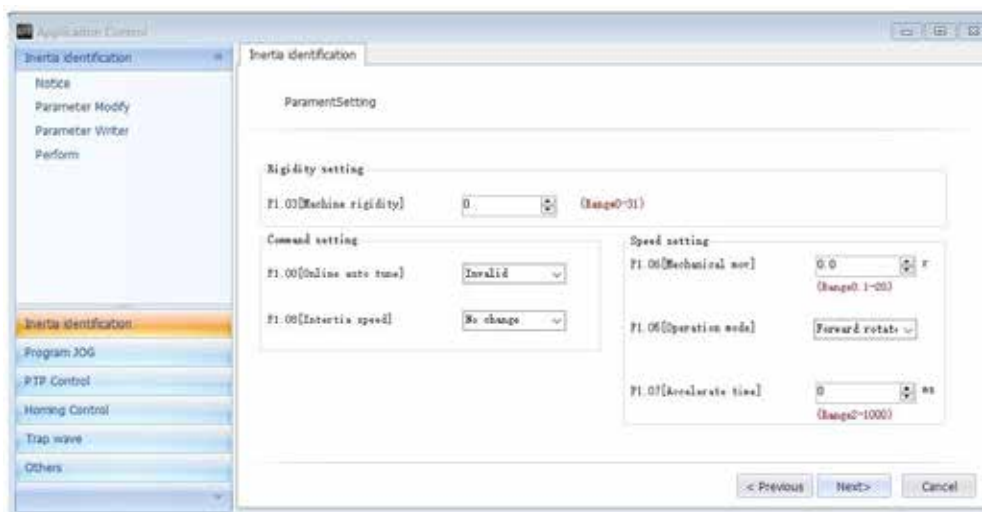 Application Control
Inertia identification
Notice
Parameter Modify
Parameter Writer
Perform
Inertia identification
Program JOG
PTP Control
Homing Control
Trap wave
Others
Inertia identification
ParamentSetting
Rigidity setting
P1.03[Machine rigidity] 0 (Range0-31)
Command setting
P1.00[Online auto tune] Invalid
P1.08[Intertia speed] No change
Speed setting
P1.06[Mechanical mov] 0.0 r
(Range0.1-20)
P1.05[Operation mode] Forward rotate
P1.07[Accelerate time] 0 ms
(Range2-1000)
< Previous Next> Cancel